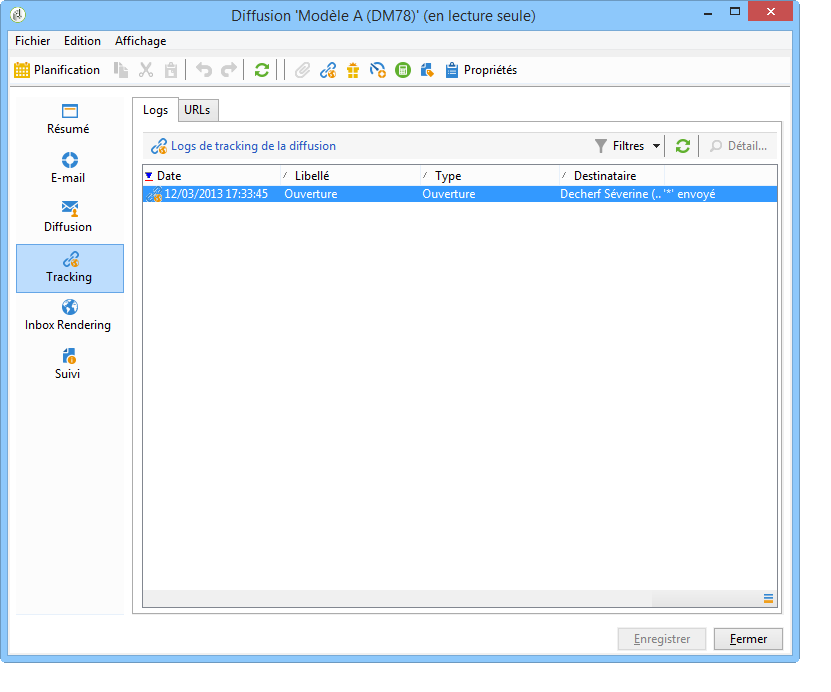 Diffusion 'Modèle A (DM78)' (en lecture seule)
Fichier Edition Affichage
Planification Propriétés
Résumé
E-mail
Diffusion
Tracking
Inbox Rendering
Suivi
Logs URLs
Logs de tracking de la diffusion Filtres Détail...
Date Libellé Type Destinataire
12/03/2013 17:33:45 Ouverture Ouverture Decherf Séverine (.. '*' envoyé
Enregistrer Fermer